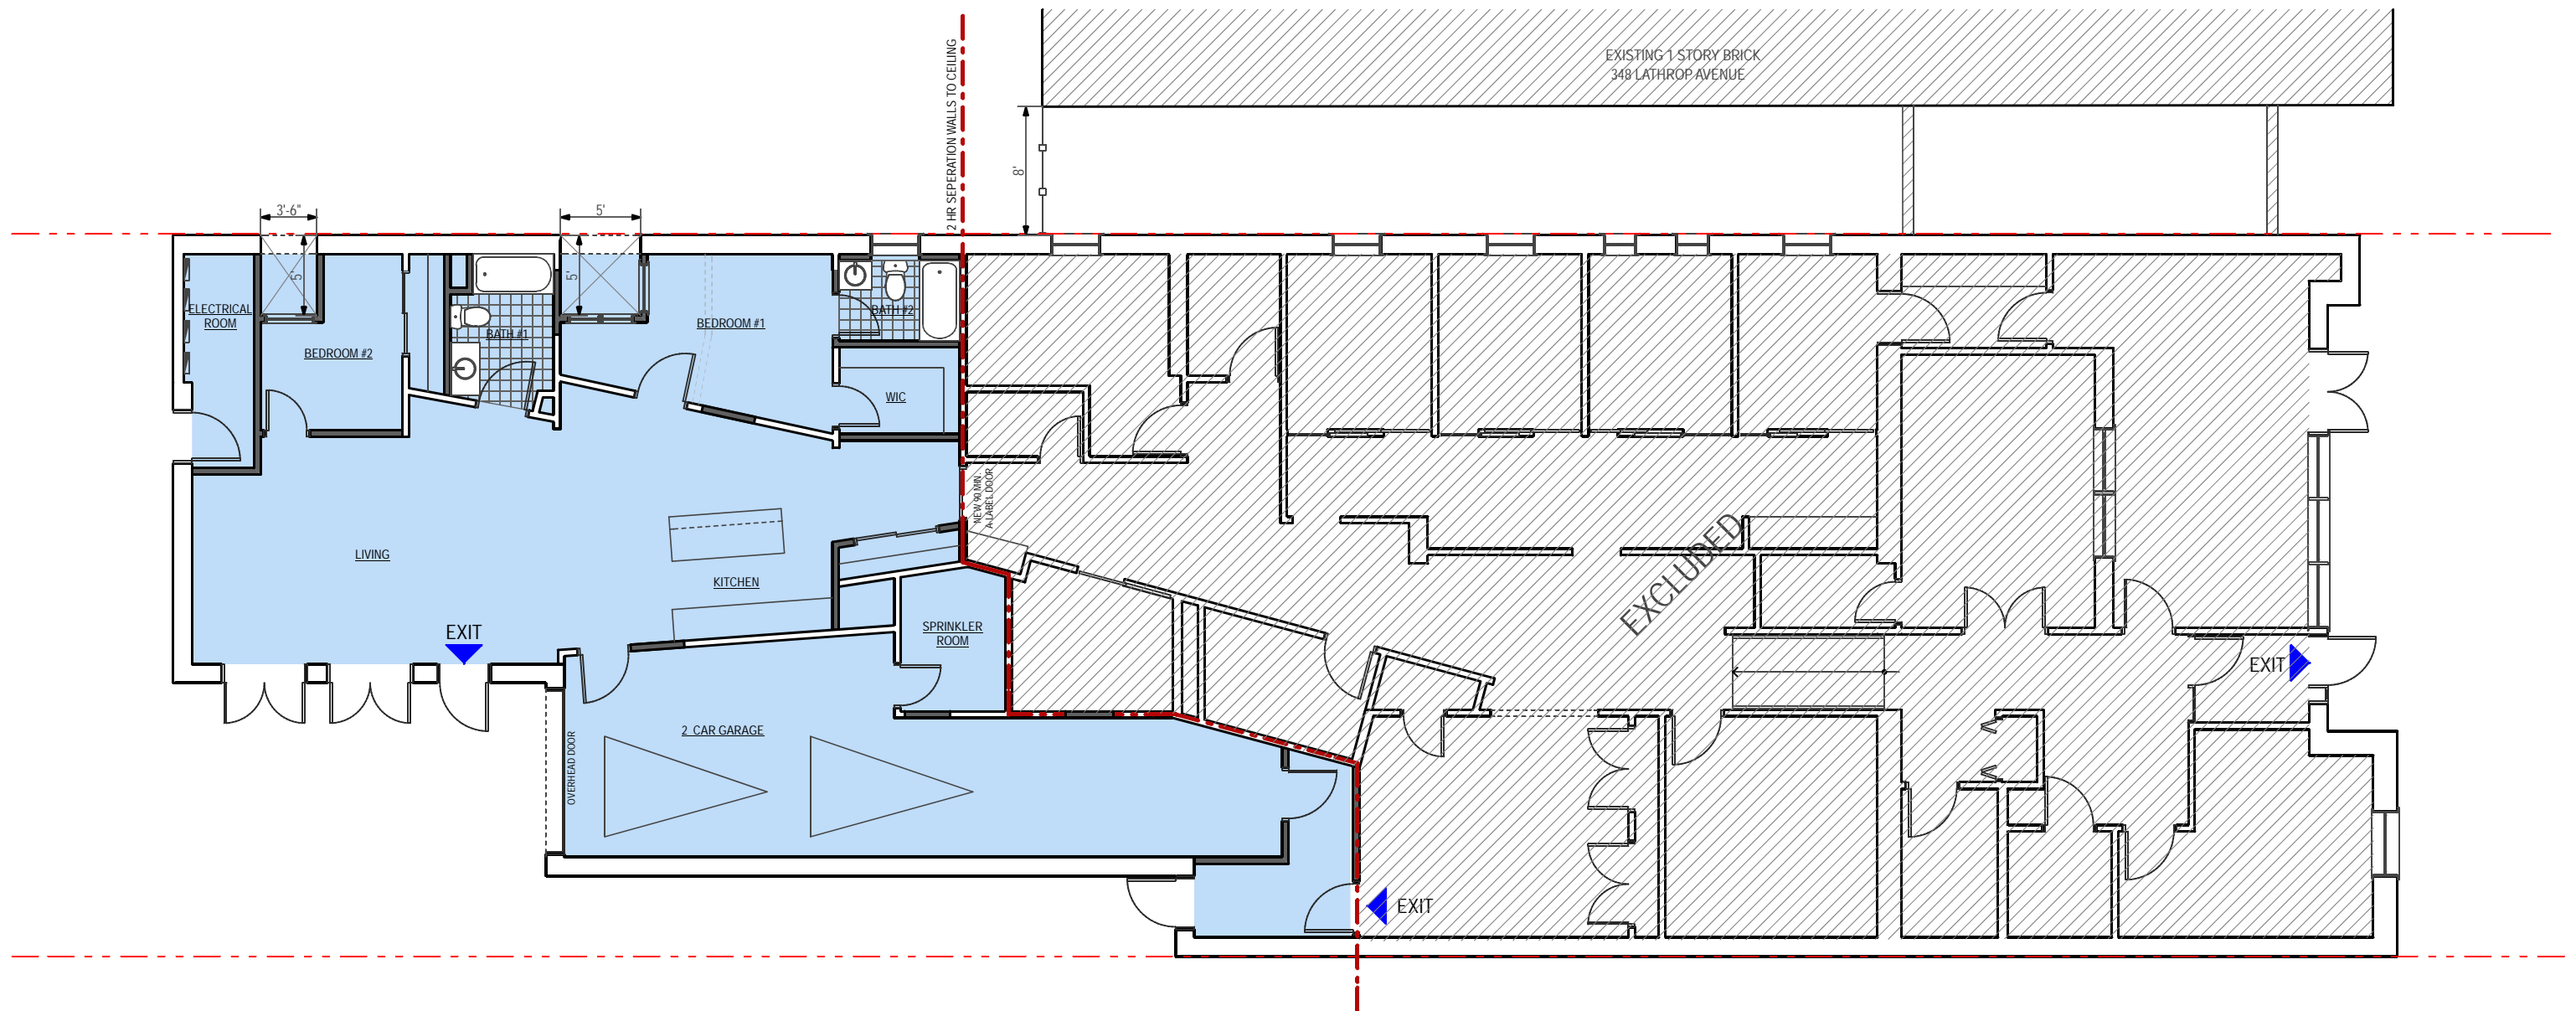 EXISTING 1 STORY BRICK
348 LATHROP AVENUE
2 HR SEPERATION WALLS TO CEILING
8'
3'-6"
5'
5'
5'
ELECTRICAL
ROOM
BEDROOM #2
BATH #1
BEDROOM #1
BATH #2
WIC
NEW 90 MIN.
A-LABEL DOOR
LIVING
KITCHEN
SPRINKLER
ROOM
EXCLUDED
EXIT
EXIT
2 CAR GARAGE
OVERHEAD DOOR
EXIT